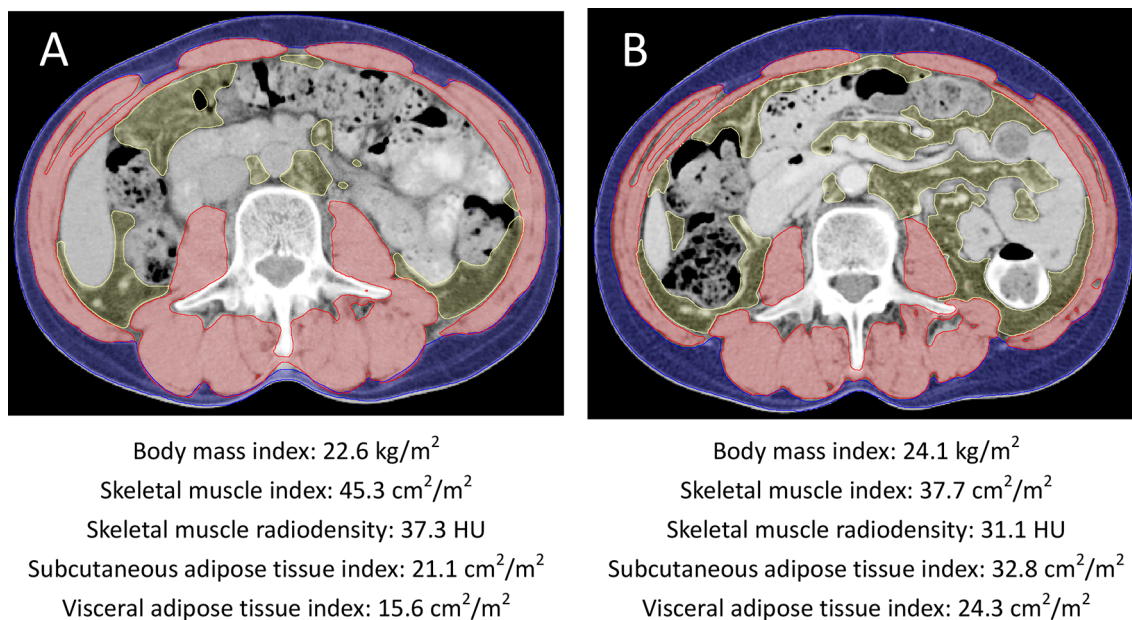 A
B
Body mass index: 22.6 kg/m²
Skeletal muscle index: 45.3 cm²/m²
Skeletal muscle radiodensity: 37.3 HU
Subcutaneous adipose tissue index: 21.1 cm²/m²
Visceral adipose tissue index: 15.6 cm²/m²
Body mass index: 24.1 kg/m²
Skeletal muscle index: 37.7 cm²/m²
Skeletal muscle radiodensity: 31.1 HU
Subcutaneous adipose tissue index: 32.8 cm²/m²
Visceral adipose tissue index: 24.3 cm²/m²